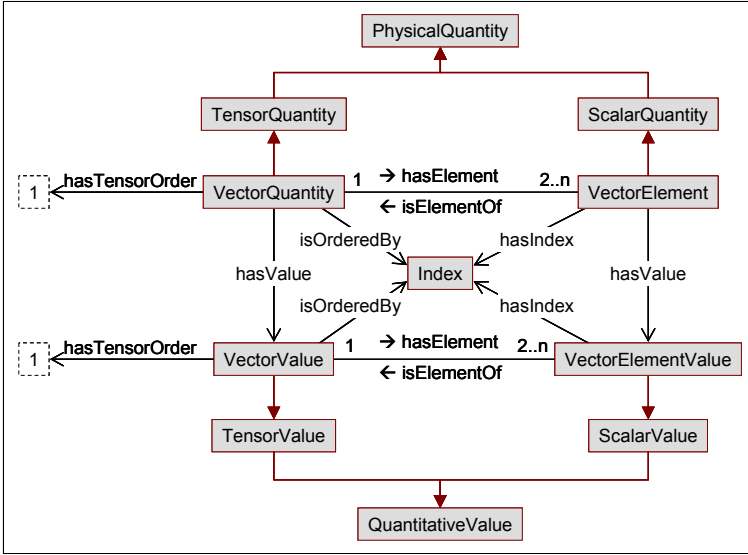 PhysicalQuantity
TensorQuantity
ScalarQuantity
1
hasTensorOrder
VectorQuantity
1
→ hasElement
2..n
← isElementOf
VectorElement
isOrderedBy
hasIndex
hasValue
Index
hasValue
isOrderedBy
hasIndex
1
hasTensorOrder
VectorValue
1
→ hasElement
2..n
← isElementOf
VectorElementValue
TensorValue
ScalarValue
QuantitativeValue